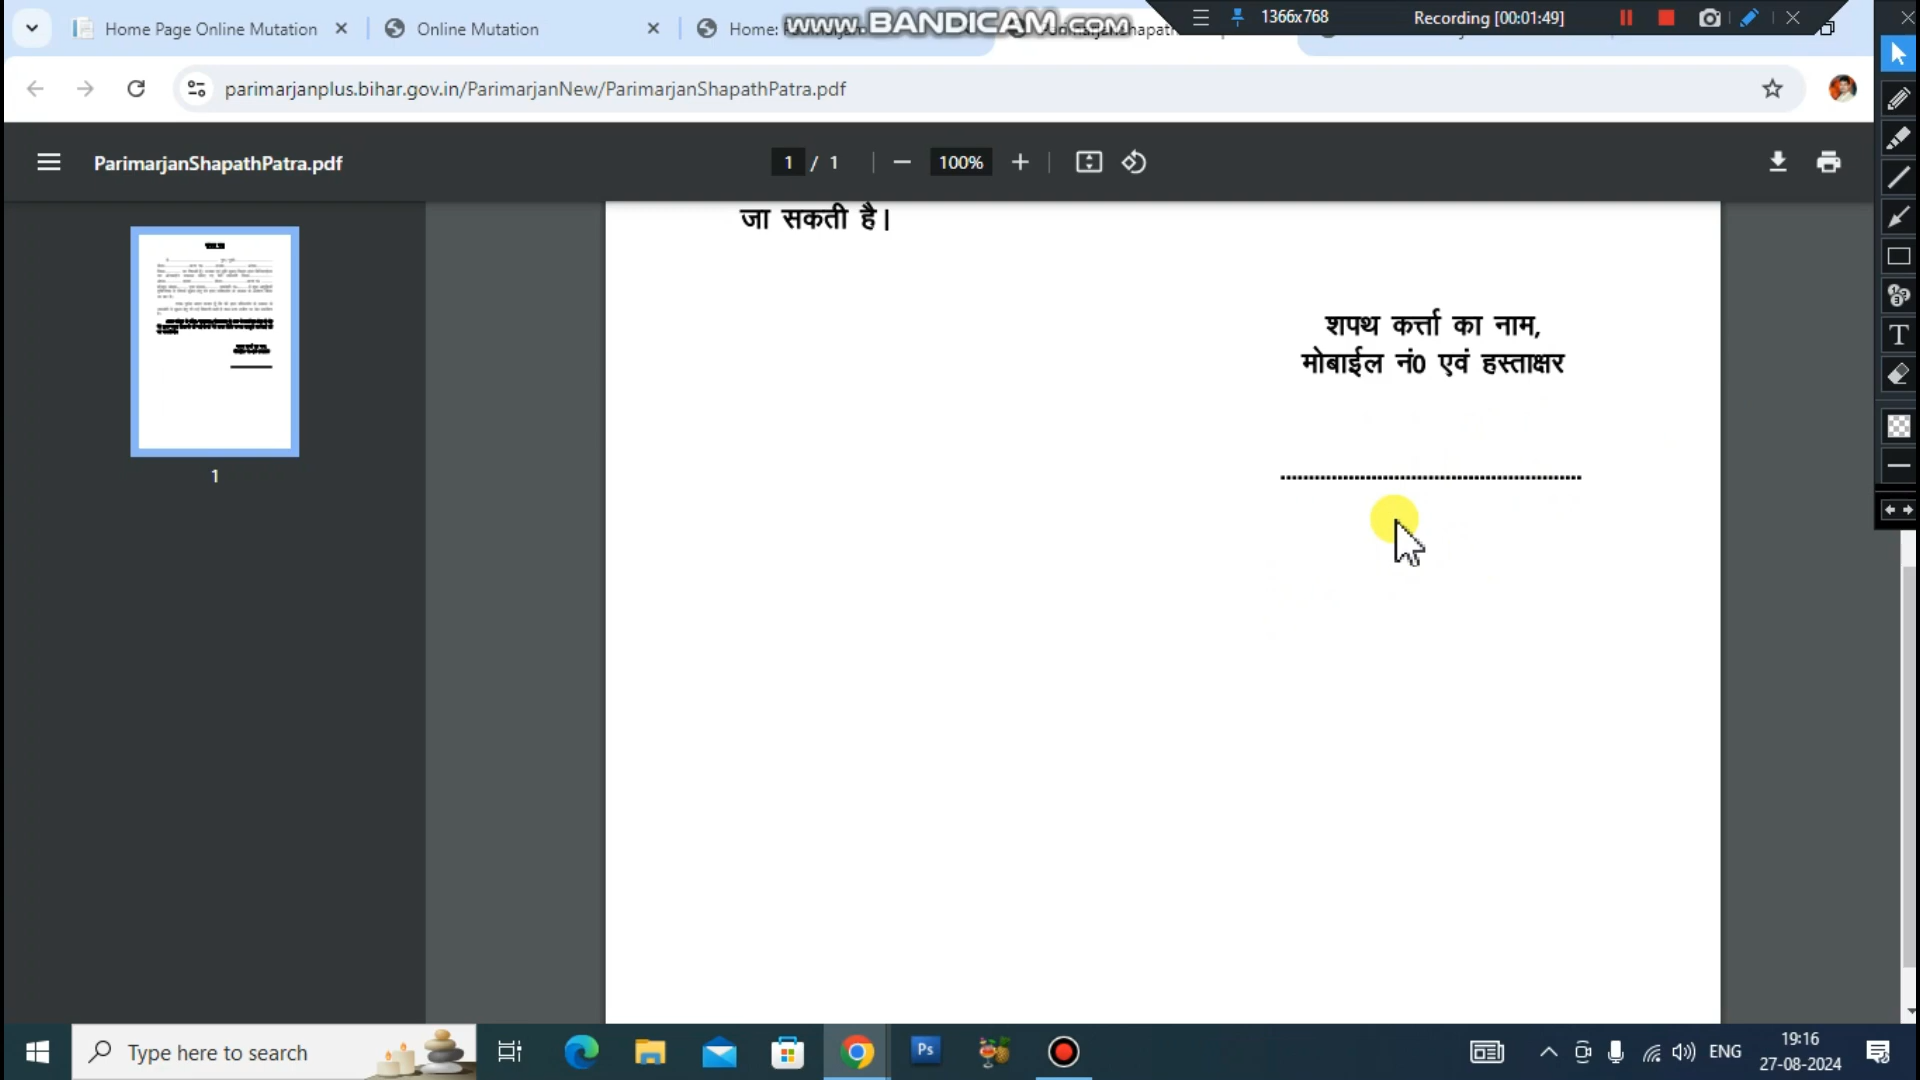 Home Page Online Mutation
Online Mutation
Home:
www.BANDICAM.com
1366x768
Recording [00:01:49]
parimarjanplus.bihar.gov.in/ParimarjanNew/ParimarjanShapathPatra.pdf
ParimarjanShapathPatra.pdf
1 / 1
100%
जा सकती है।
शपथ कर्त्ता का नाम,
मोबाईल नं0 एवं हस्ताक्षर
.....................................................
1
T
Type here to search
Ps
ENG
19:16
27-08-2024